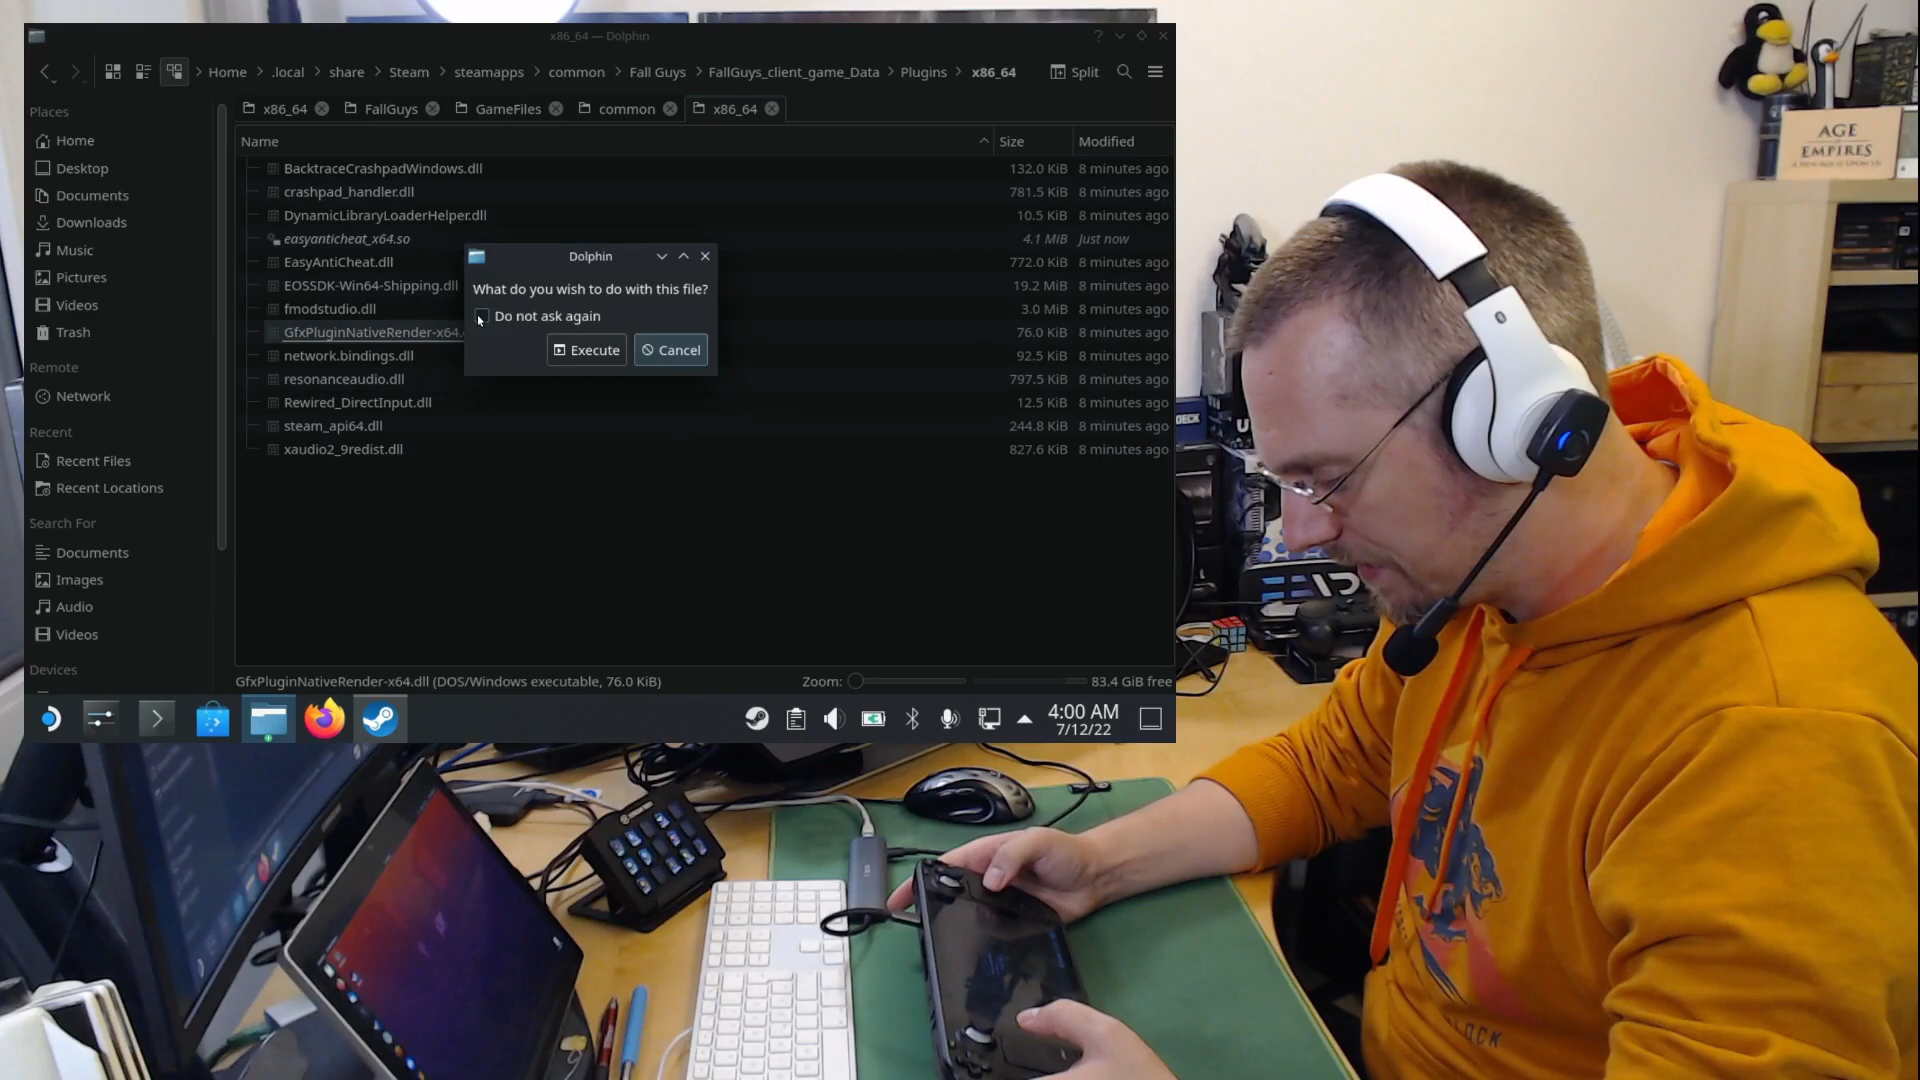 x86_64 — Dolphin
Home > .local > share > Steam > steamapps > common > Fall Guys > FallGuys_client_game_Data > Plugins > x86_64
Split
Places
Home
Desktop
Documents
Downloads
Music
Pictures
Videos
Trash
Remote
Network
Recent
Recent Files
Recent Locations
Search For
Documents
Images
Audio
Videos
Devices
x86_64 FallGuys GameFiles common x86_64
Name Size Modified
BacktraceCrashpadWindows.dll 132.0 KiB 8 minutes ago
crashpad_handler.dll 781.5 KiB 8 minutes ago
DynamicLibraryLoaderHelper.dll 10.5 KiB 8 minutes ago
easyanticheat_x64.so 4.1 MiB Just now
EasyAntiCheat.dll 772.0 KiB 8 minutes ago
EOSSDK-Win64-Shipping.dll 19.2 MiB 8 minutes ago
fmodstudio.dll 3.0 MiB 8 minutes ago
GfxPluginNativeRender-x64. 76.0 KiB 8 minutes ago
network.bindings.dll 92.5 KiB 8 minutes ago
resonanceaudio.dll 797.5 KiB 8 minutes ago
Rewired_DirectInput.dll 12.5 KiB 8 minutes ago
steam_api64.dll 244.8 KiB 8 minutes ago
xaudio2_9redist.dll 827.6 KiB 8 minutes ago
Dolphin
What do you wish to do with this file?
Do not ask again
Execute Cancel
GfxPluginNativeRender-x64.dll (DOS/Windows executable, 76.0 KiB)
Zoom:
83.4 GiB free
4:00 AM
7/12/22
AGE
OF
EMPIRES
DECK